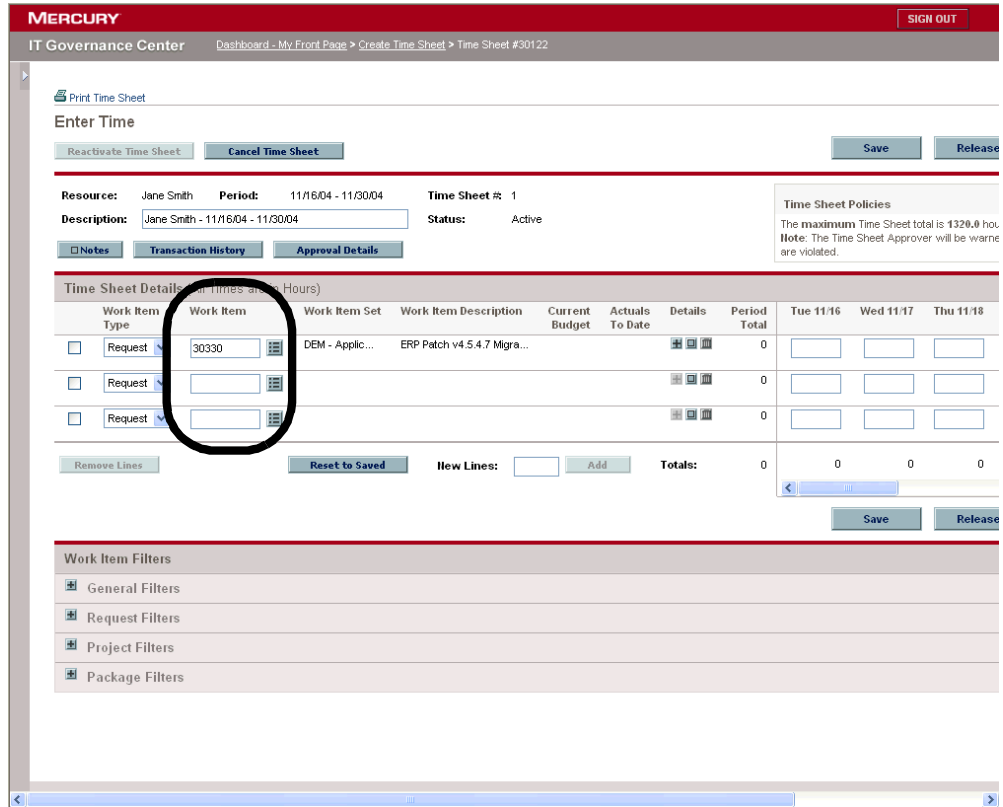 MERCURY SIGN OUT
IT Governance Center Dashboard - My Front Page > Create Time Sheet > Time Sheet #30122
Print Time Sheet
Enter Time
Reactivate Time Sheet Cancel Time Sheet Save Release
Resource: Jane Smith Period: 11/16/04 - 11/30/04 Time Sheet #: 1
Description: Jane Smith - 11/16/04 - 11/30/04 Status: Active
Notes Transaction History Approval Details
Time Sheet Policies
The maximum Time Sheet total is 1320.0 hou
Note: The Time Sheet Approver will be warne
are violated.
Time Sheet Details (All Times are in Hours)
Work Item Type Work Item Work Item Set Work Item Description Current Budget Actuals To Date Details Period Total Tue 11/16 Wed 11/17 Thu 11/18
Request 30330 DEM - Applic... ERP Patch v4.5.4.7 Migra... 0
Request 0
Request 0
Remove Lines Reset to Saved New Lines: Add Totals: 0 0 0 0
Save Release
Work Item Filters
General Filters
Request Filters
Project Filters
Package Filters